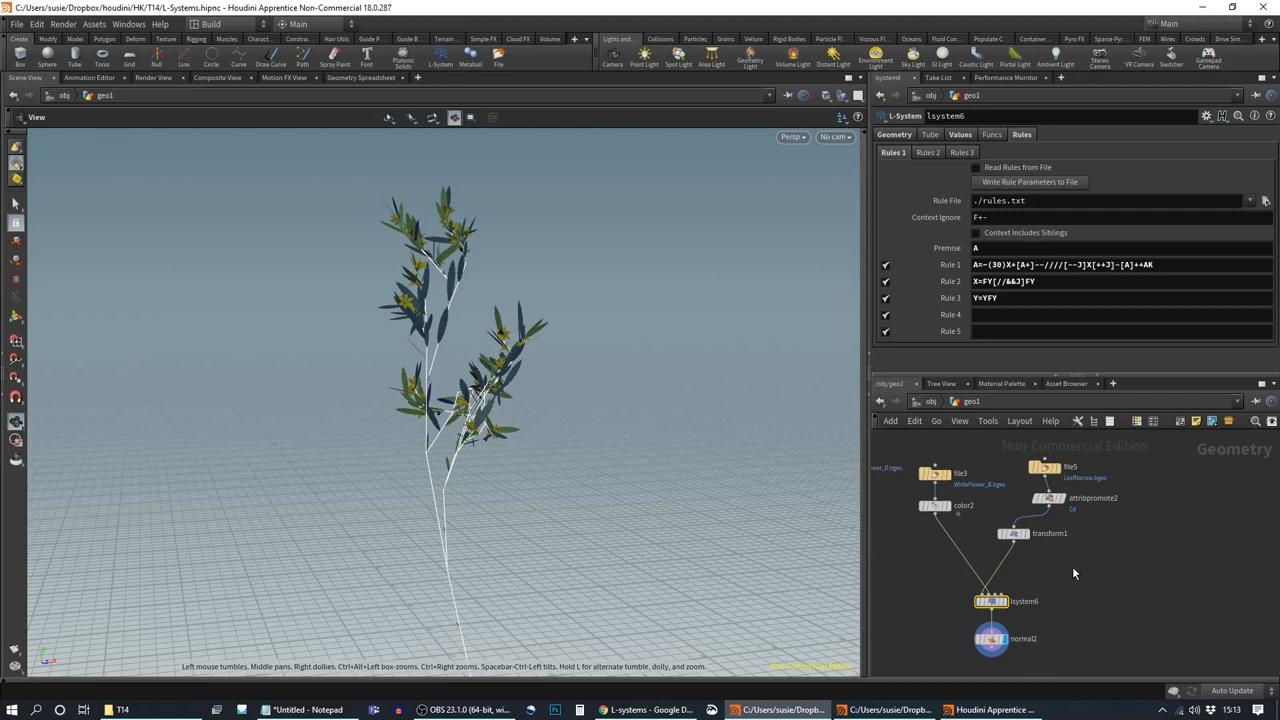 C:/Users/susie/Dropbox/houdini/HK/T14/L-Systems.hipnc - Houdini Apprentice Non-Commercial 18.0.287
File Edit Render Assets Windows Help Build Main Main
Create Modify Model Polygon Deform Texture Rigging Muscles Charact... Constrai... Hair Utils Guide P... Guide B... Terrain... Simple FX Cloud FX Volume
Lights and... Collisions Particles Grains Vellum Rigid Bodies Particle Fl... Viscous Fl... Oceans Fluid Con... Populate C... Container... Pyro FX Sparse Pyr... FEM Wires Crowds Drive Sim...
Box Sphere Tube Torus Grid Null Line Circle Curve Draw Curve Path Spray Paint Font Platonic Solids L-System Metaball File
Camera Point Light Spot Light Area Light Geometry Light Volume Light Distant Light Environment Light Sky Light GI Light Caustic Light Portal Light Ambient Light Stereo Camera VR Camera Switcher Gamepad Camera
Scene View Animation Editor Render View Composite View Motion FX View Geometry Spreadsheet
obj geo1
View
Persp No cam
Left mouse tumbles. Middle pans. Right dollies. Ctrl+Alt+Left box-zooms. Ctrl+Right zooms. Spacebar-Ctrl-Left tilts. Hold L for alternate tumble, dolly, and zoom.
Non-Commercial Edition
lsystem6 Take List Performance Monitor
obj geo1
L-System lsystem6
Geometry Tube Values Funcs Rules
Rules 1 Rules 2 Rules 3
Read Rules from File
Write Rule Parameters to File
Rule File ./rules.txt
Context Ignore F+-
Context Includes Siblings
Premise A
Rule 1 A=~(30)X+[A+]--////[--J]X[++J]-[A]++AK
Rule 2 X=FY[//&&J]FY
Rule 3 Y=YFY
Rule 4
Rule 5
/obj/geo1 Tree View Material Palette Asset Browser
obj geo1
Add Edit Go View Tools Layout Help
Non-Commercial Edition Geometry
file3
WhiteFlower_B.bgeo
file5
LeafNarrow.bgeo
color2
attribpromote2
Cd
transform1
lsystem6
normal2
Auto Update
T14 *Untitled - Notepad OBS 23.1.0 (64-bit, w... L-systems - Google D... C:/Users/susie/Dropb... C:/Users/susie/Dropb... Houdini Apprentice ... 15:13